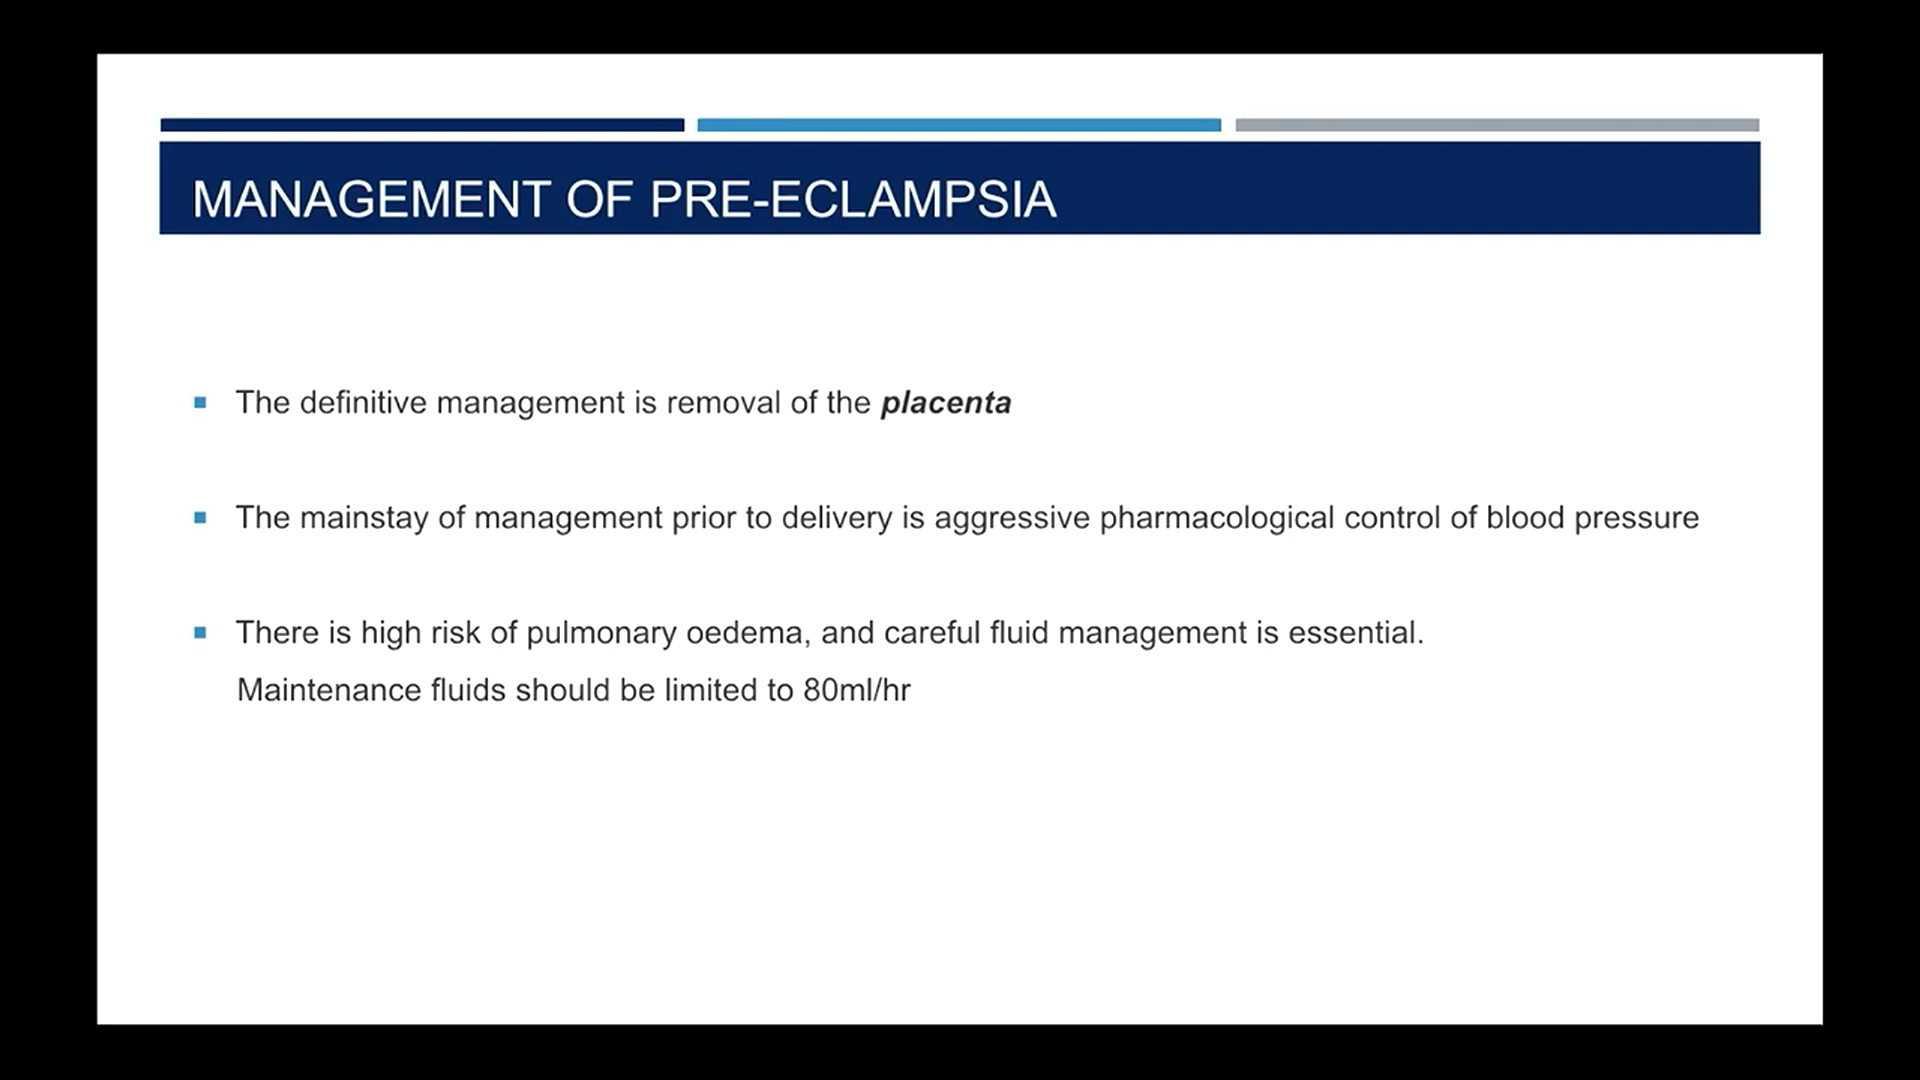 MANAGEMENT OF PRE-ECLAMPSIA
The definitive management is removal of the placenta
The mainstay of management prior to delivery is aggressive pharmacological control of blood pressure
There is high risk of pulmonary oedema, and careful fluid management is essential.
Maintenance fluids should be limited to 80ml/hr